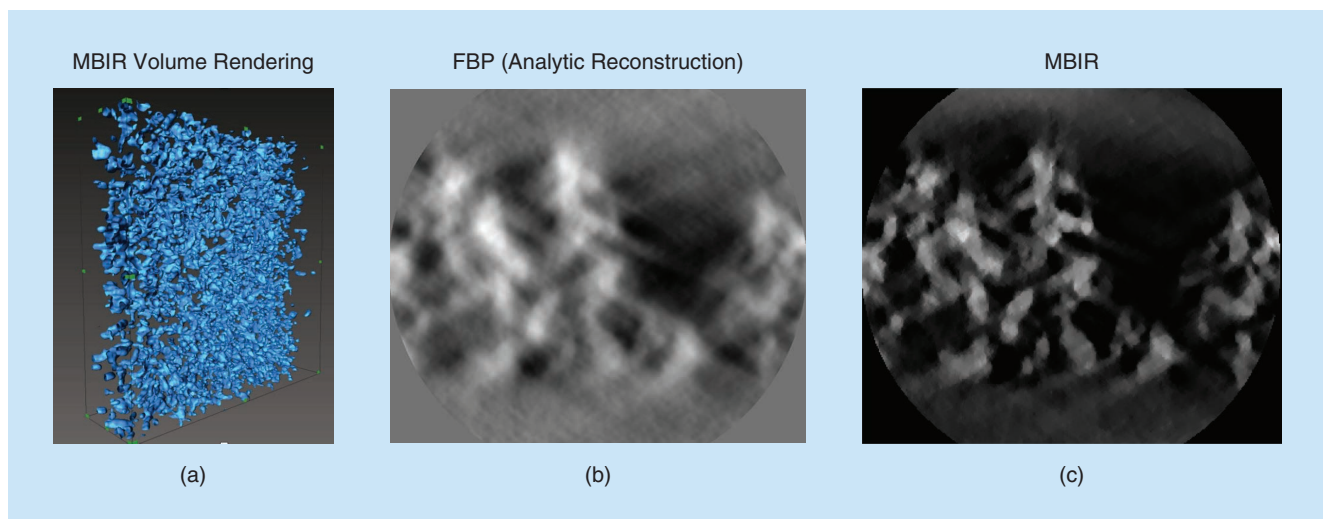 MBIR Volume Rendering
FBP (Analytic Reconstruction)
MBIR
(a)
(b)
(c)